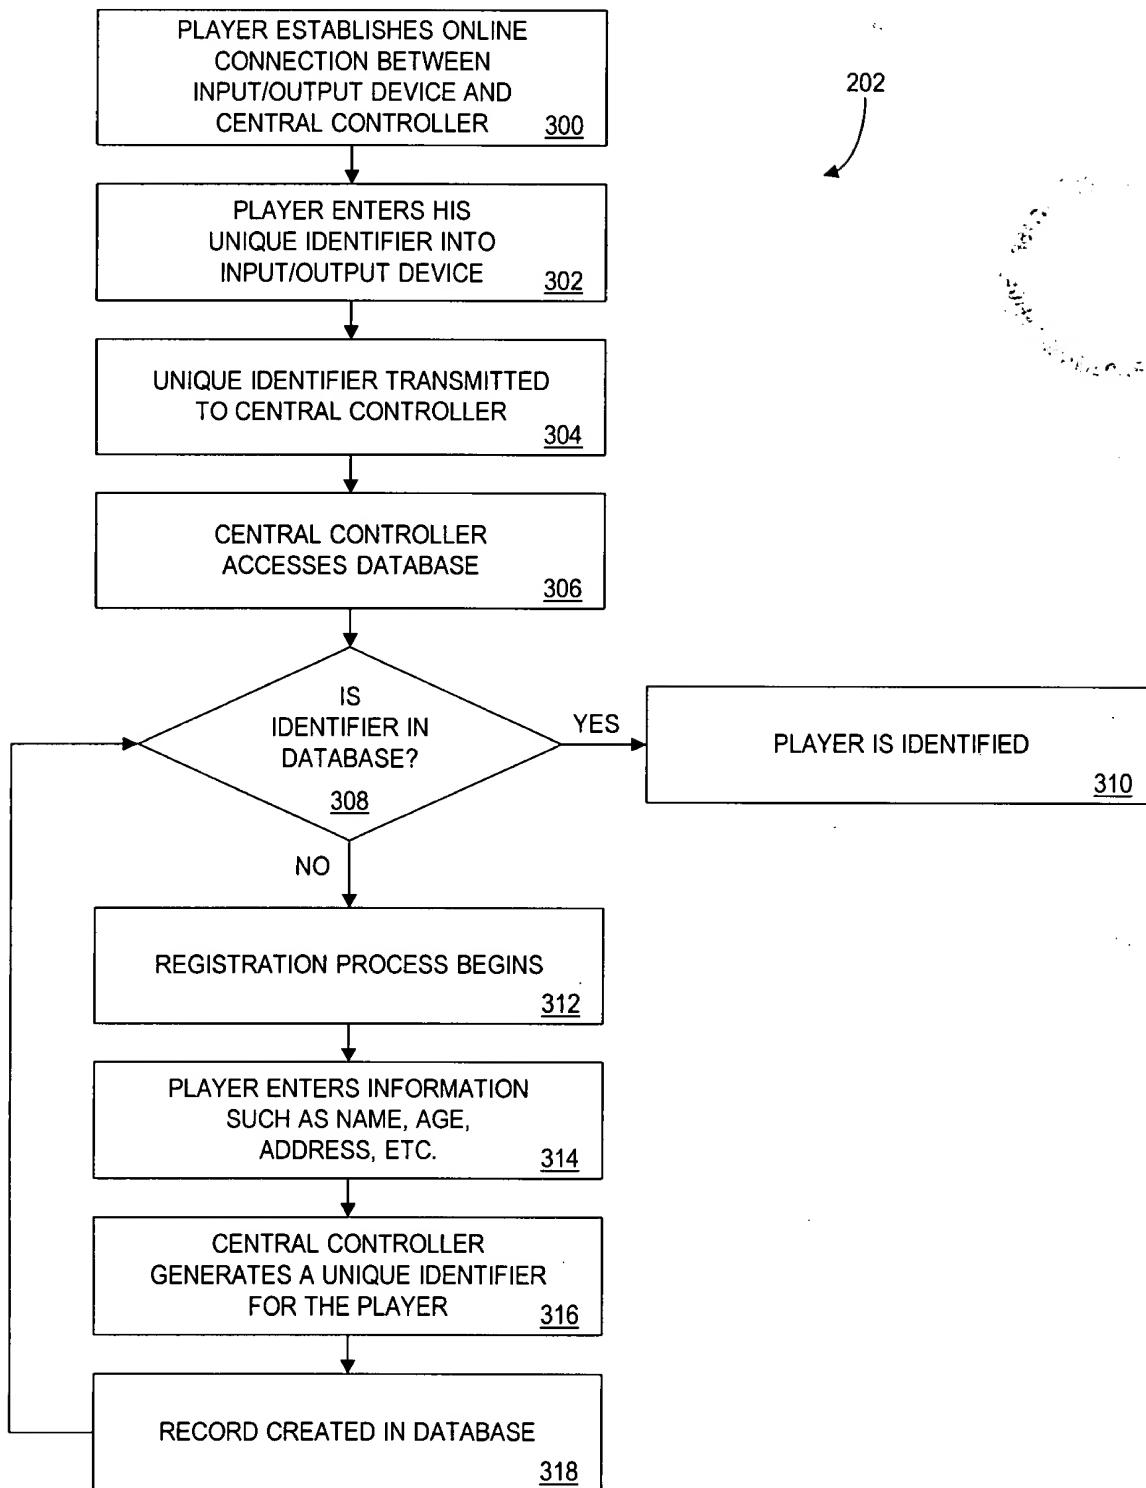 PLAYER ESTABLISHES ONLINE
CONNECTION BETWEEN
INPUT/OUTPUT DEVICE AND
CENTRAL CONTROLLER
300
202
PLAYER ENTERS HIS
UNIQUE IDENTIFIER INTO
INPUT/OUTPUT DEVICE
302
UNIQUE IDENTIFIER TRANSMITTED
TO CENTRAL CONTROLLER
304
CENTRAL CONTROLLER
ACCESSES DATABASE
306
IS
IDENTIFIER IN
DATABASE?
308
YES
PLAYER IS IDENTIFIED
310
NO
REGISTRATION PROCESS BEGINS
312
PLAYER ENTERS INFORMATION
SUCH AS NAME, AGE,
ADDRESS, ETC.
314
CENTRAL CONTROLLER
GENERATES A UNIQUE IDENTIFIER
FOR THE PLAYER
316
RECORD CREATED IN DATABASE
318